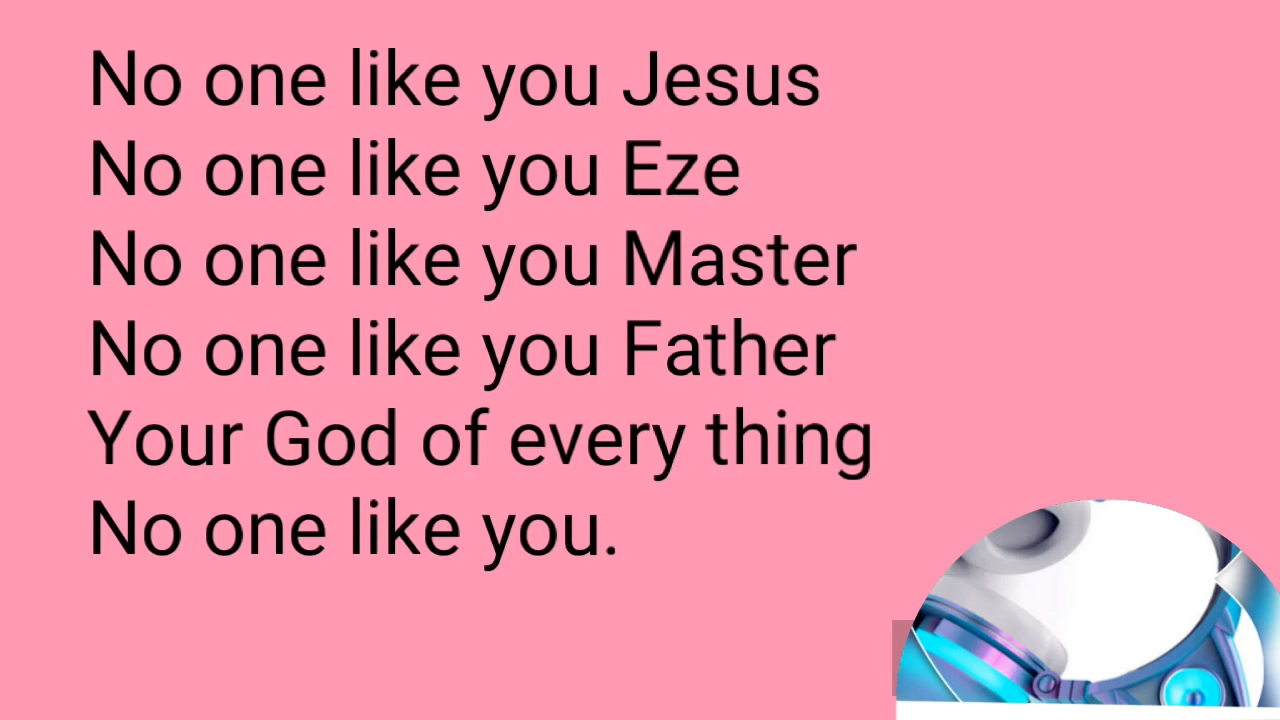 No one like you Jesus
No one like you Eze
No one like you Master
No one like you Father
Your God of every thing
No one like you.